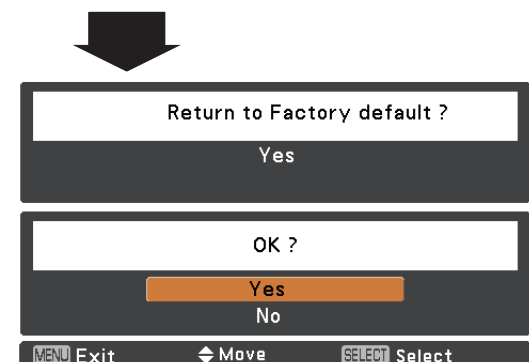 Return to Factory default ?
Yes
OK ?
Yes
No
MENU Exit Move SELECT Select